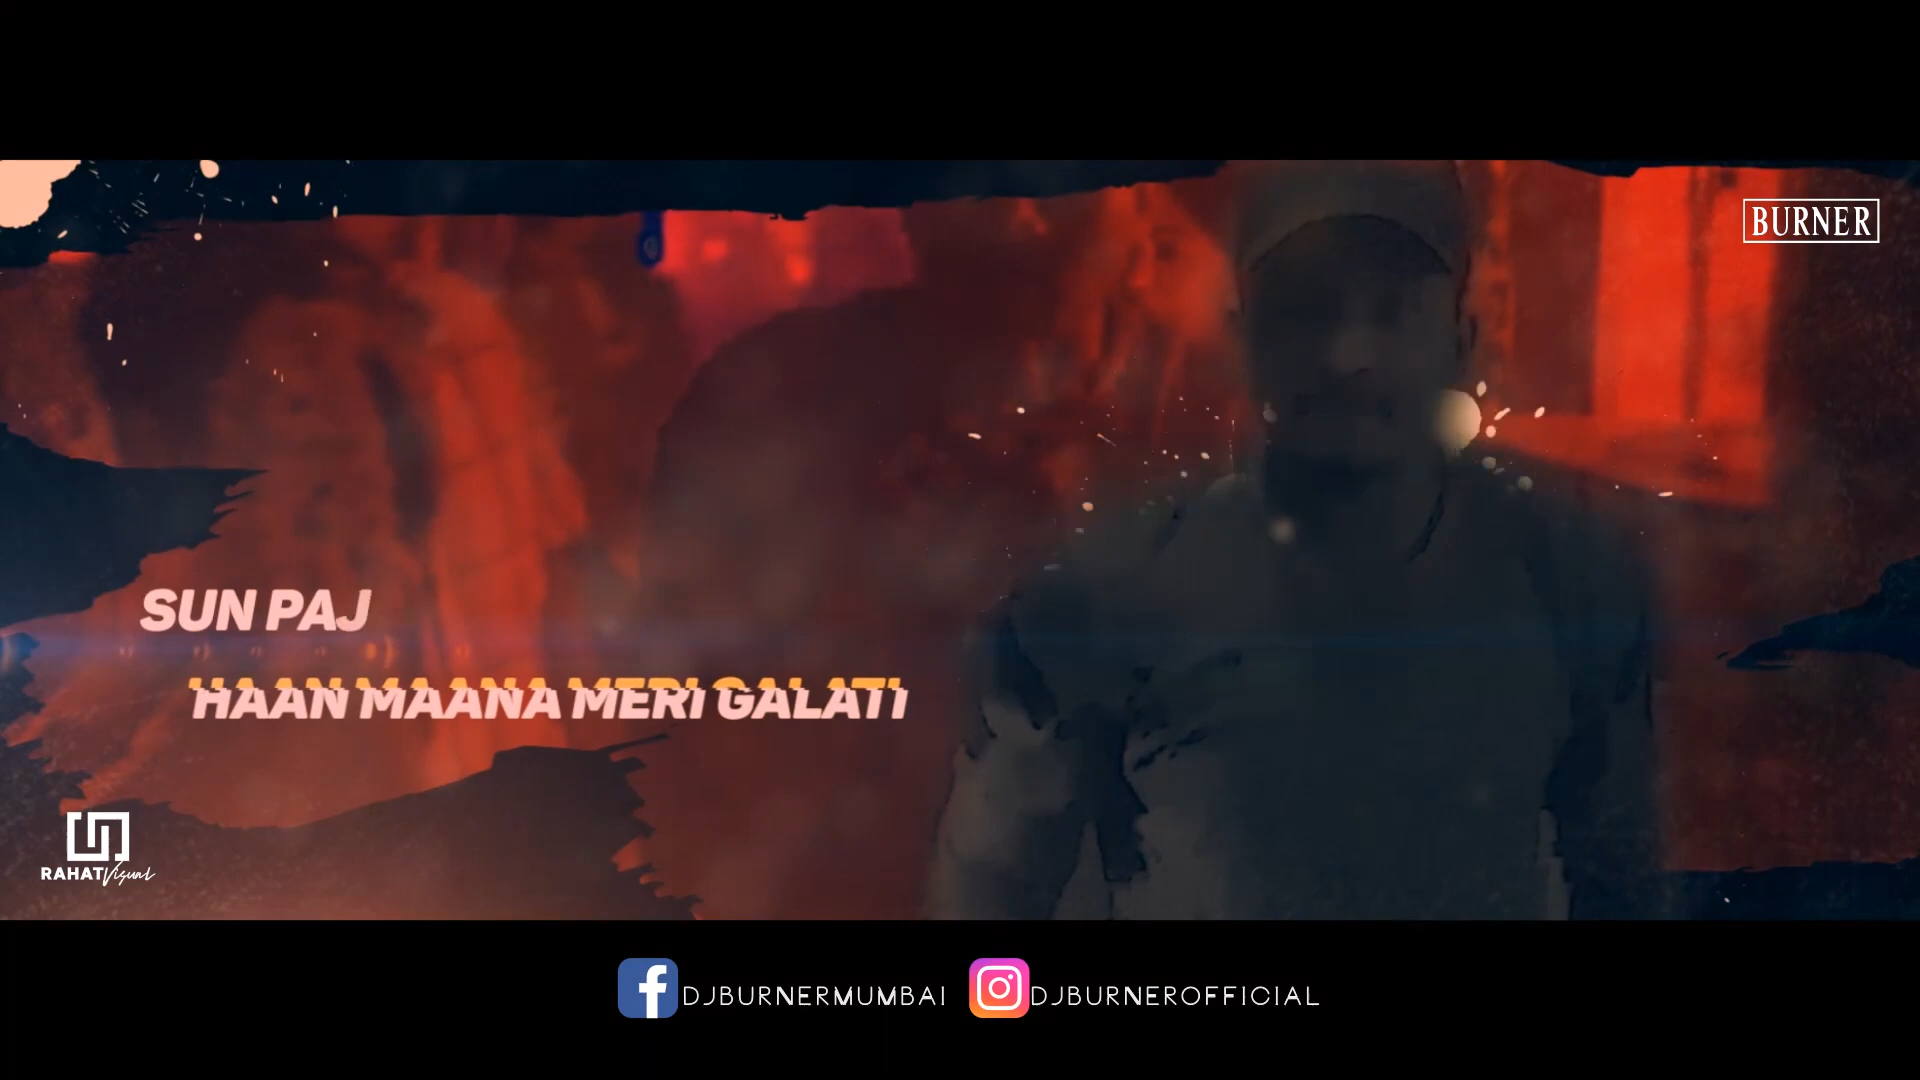 BURNER
SUN PAJ
HAAN MAANA MERI GALATI
RAHAT Visual
DJBURNERMUMBAI DJBURNEROFFICIAL